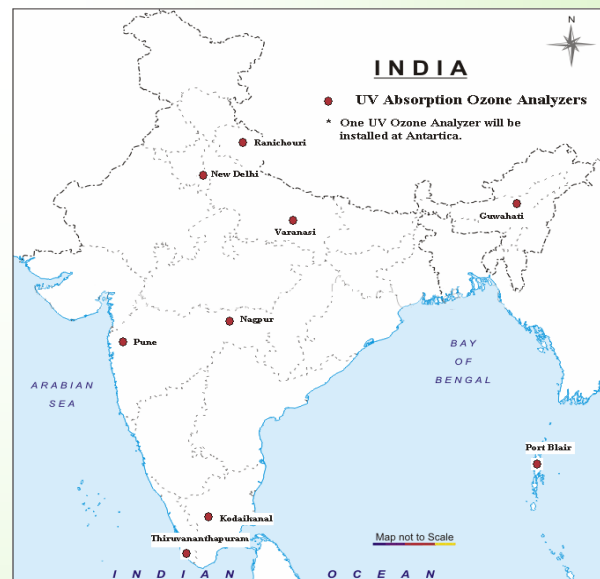 N
INDIA
UV Absorption Ozone Analyzers
* One UV Ozone Analyzer will be
installed at Antartica.
Ranichouri
New Delhi
Guwahati
Varanasi
Nagpur
Pune
BAY
OF
BENGAL
ARABIAN
SEA
Port Blair
Kodaikanal
Thiruvananthapuram
Map not to Scale
INDIAN OCEAN